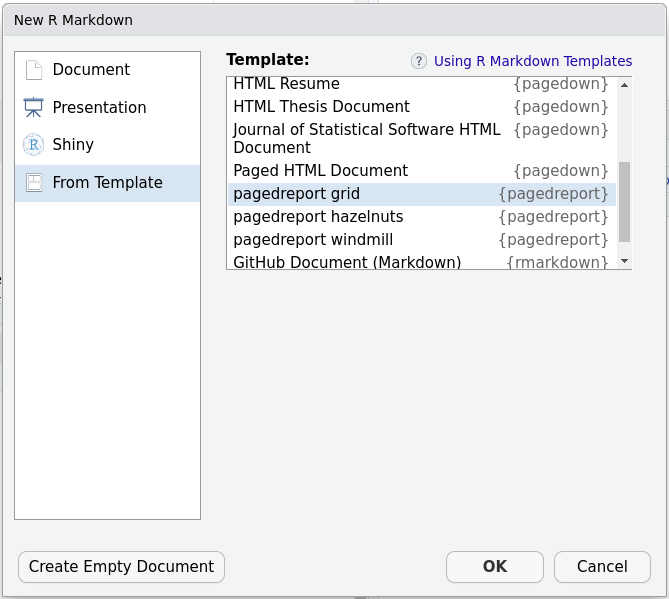 New R Markdown
Document
Presentation
Shiny
From Template
Template:
? Using R Markdown Templates
HTML Resume {pagedown}
HTML Thesis Document {pagedown}
Journal of Statistical Software HTML {pagedown}
Document
Paged HTML Document {pagedown}
pagedreport grid {pagedreport}
pagedreport hazelnuts {pagedreport}
pagedreport windmill {pagedreport}
GitHub Document (Markdown) {rmarkdown}
Create Empty Document
OK
Cancel